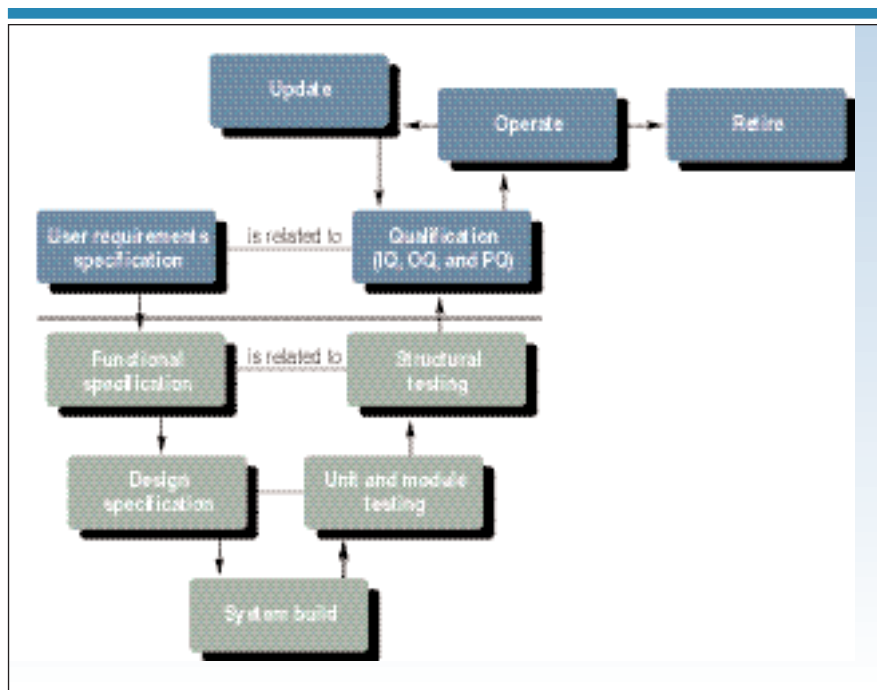 Update
Operate
Retire
User requirements
specification
is related to
Qualification
(IQ, OQ, and PQ)
Functional
specification
is related to
Structural
testing
Design
specification
Unit and module
testing
System build